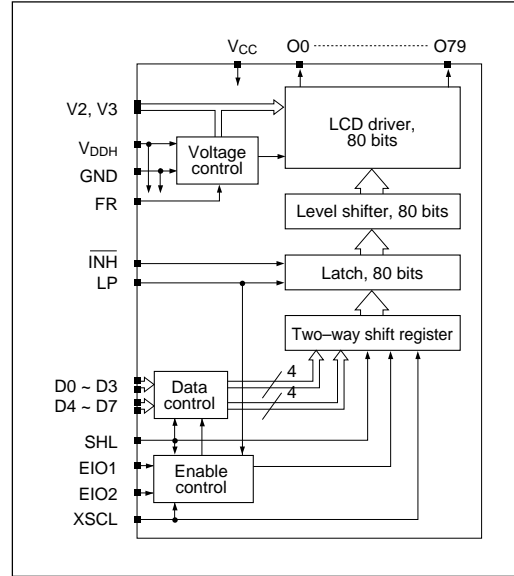 VCC O0 O79
V2, V3
LCD driver,
80 bits
VDDH
Voltage
control
GND
FR
Level shifter, 80 bits
INH
Latch, 80 bits
LP
Two–way shift register
4
D0 ~ D3
Data
control
4
D4 ~ D7
SHL
EIO1
Enable
control
EIO2
XSCL